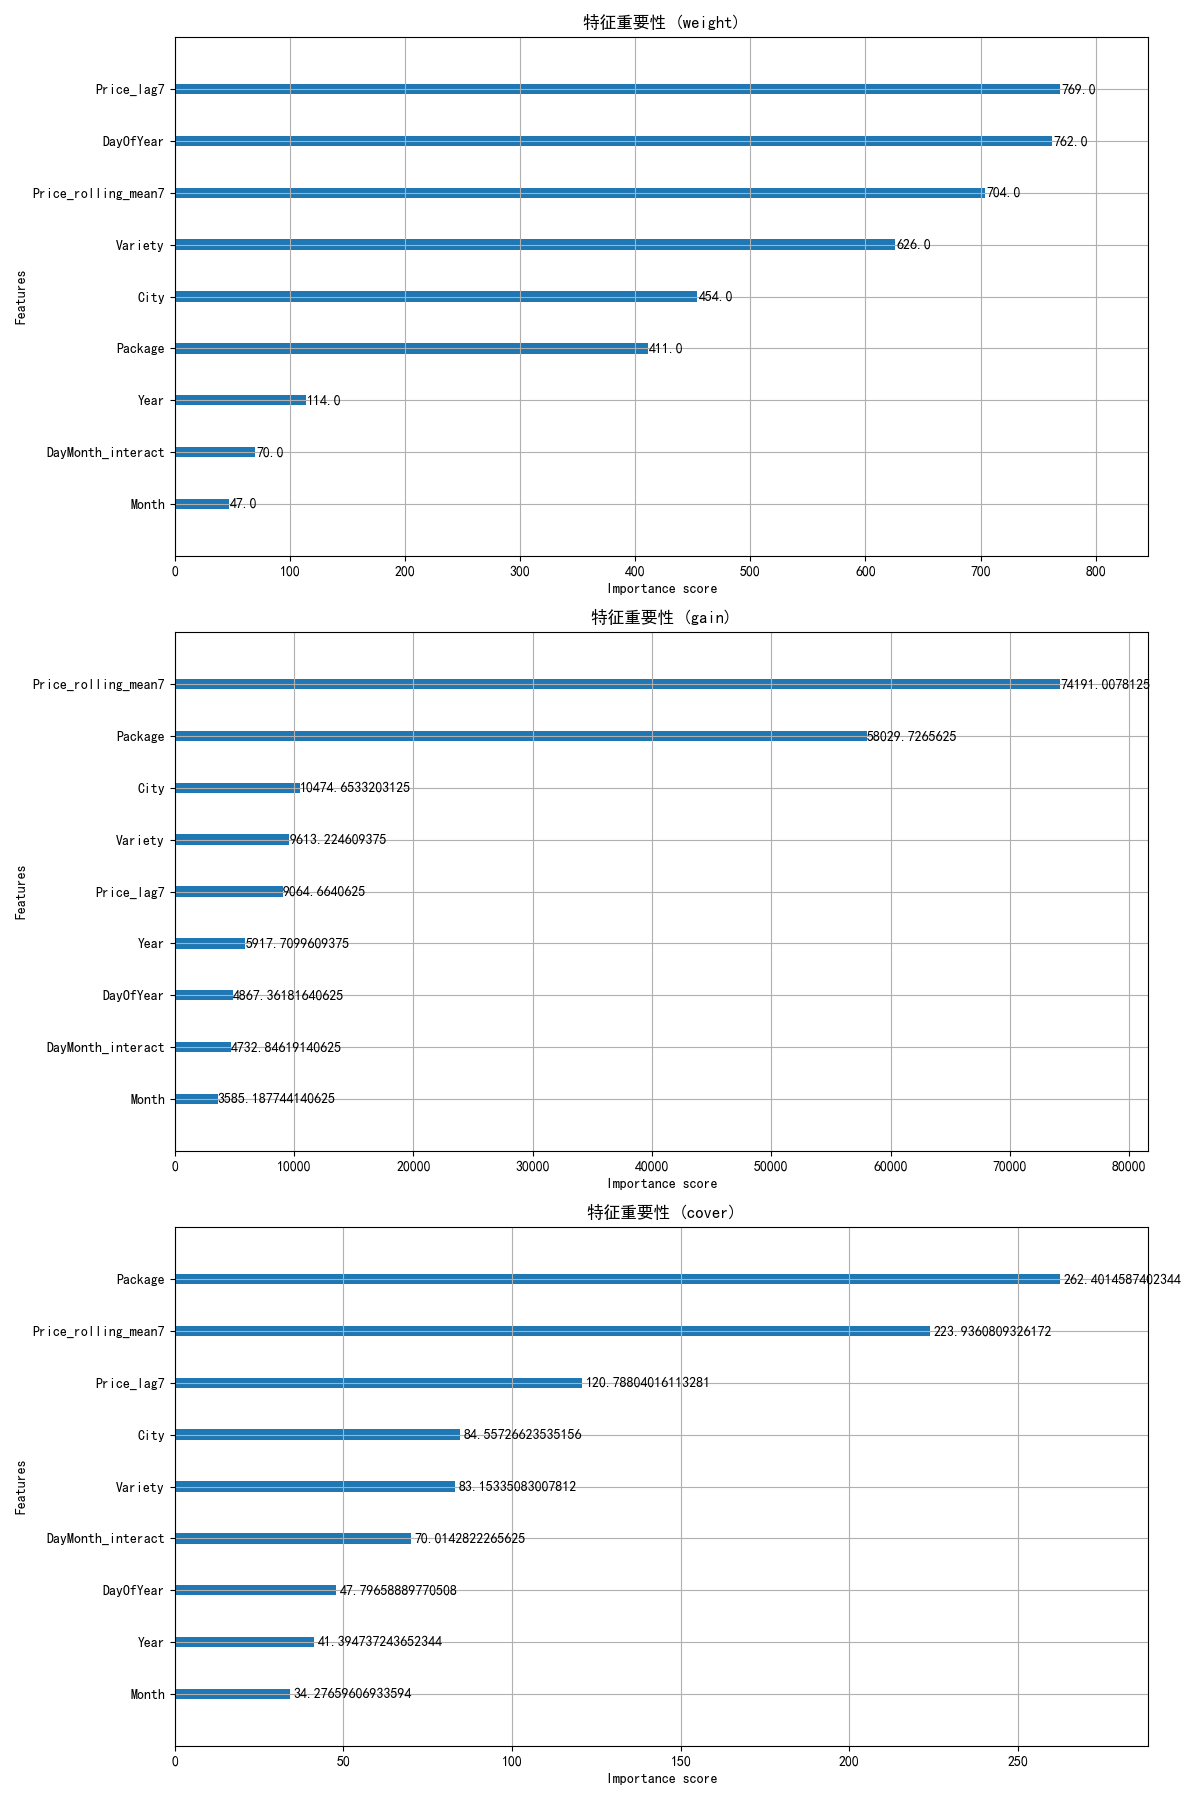 特征重要性 (weight)
Price_lag7
769.0
DayOfYear
762.0
Price_rolling_mean7
704.0
Variety
626.0
City
454.0
Package
411.0
Year
114.0
DayMonth_interact
70.0
Month
47.0
Features
0 100 200 300 400 500 600 700 800
Importance score
特征重要性 (gain)
Price_rolling_mean7
74191.0078125
Package
58029.7265625
City
10474.6533203125
Variety
9613.224609375
Price_lag7
9064.6640625
Year
5917.7099609375
DayOfYear
4867.36181640625
DayMonth_interact
4732.84619140625
Month
3585.187744140625
Features
0 10000 20000 30000 40000 50000 60000 70000 80000
Importance score
特征重要性 (cover)
Package
262.4014587402344
Price_rolling_mean7
223.9360809326172
Price_lag7
120.78804016113281
City
84.55726623535156
Variety
83.15335083007812
DayMonth_interact
70.0142822265625
DayOfYear
47.79658889770508
Year
41.394737243652344
Month
34.27659606933594
Features
0 50 100 150 200 250
Importance score